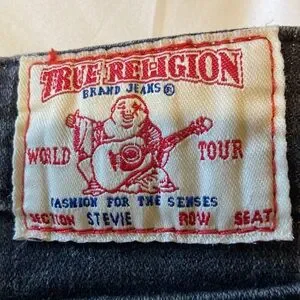 TRUE RELIGION
BRAND JEANS®
WORLD TOUR
FASHION FOR THE SENSES
SECTION STEVIE ROW SEAT